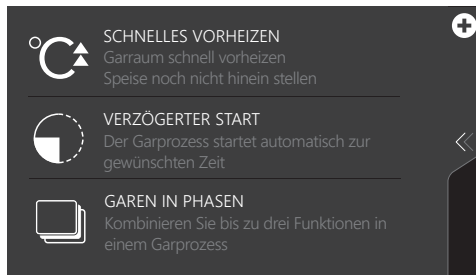 °C
SCHNELLES VORHEIZEN
Garraum schnell vorheizen
Speise noch nicht hinein stellen
VERZÖGERTER START
Der Garprozess startet automatisch zur
gewünschten Zeit
GAREN IN PHASEN
Kombinieren Sie bis zu drei Funktionen in
einem Garprozess